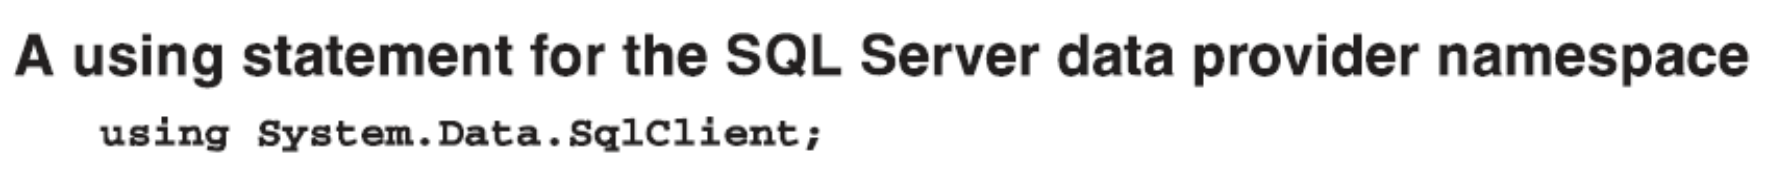 A using statement for the SQL Server data provider namespace
using System.Data.SqlClient;